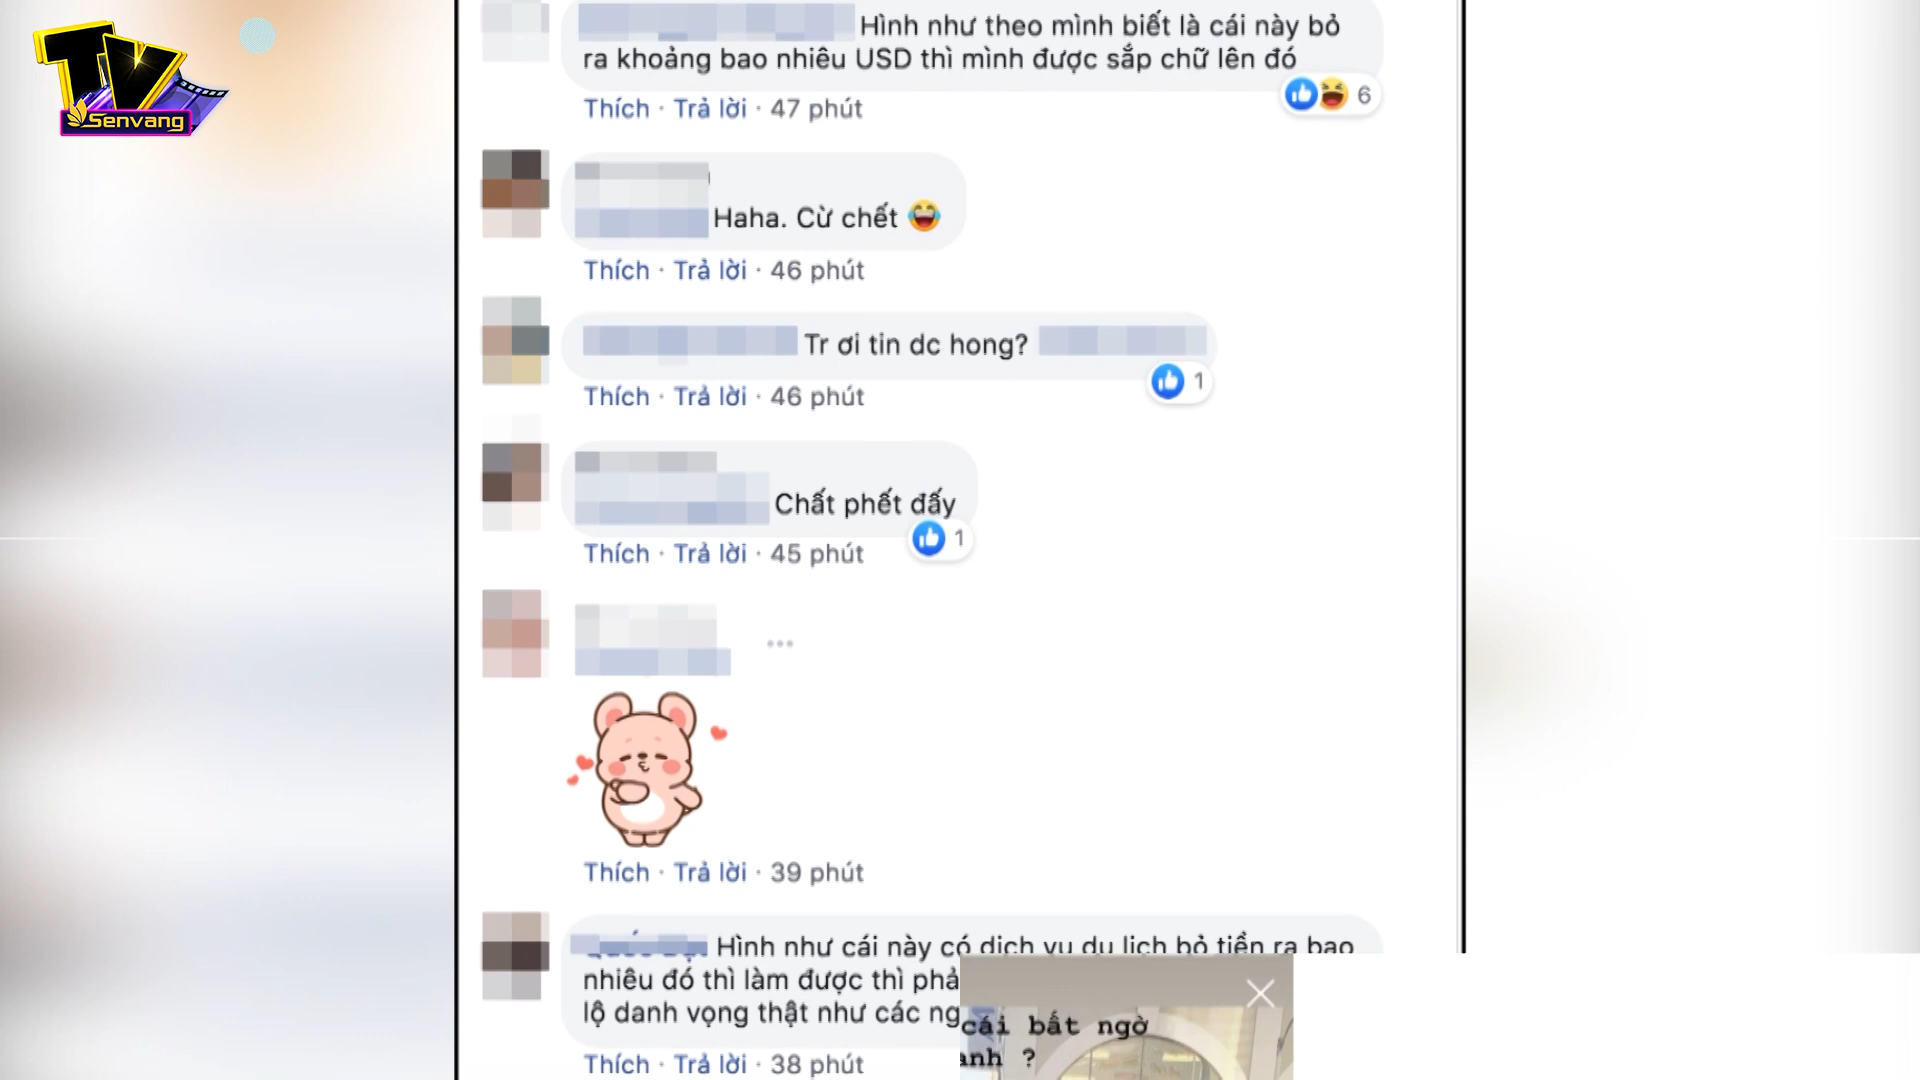 TV
Senvang
Hình như theo mình biết là cái này bỏ
ra khoảng bao nhiêu USD thì mình được sắp chữ lên đó
6
Thích · Trả lời · 47 phút
Haha. Cừ chết
Thích · Trả lời · 46 phút
Tr ơi tin dc hong?
1
Thích · Trả lời · 46 phút
Chất phết đấy
1
Thích · Trả lời · 45 phút
Thích · Trả lời · 39 phút
Hình như cái này có dịch vụ du lịch bỏ tiền ra bao
nhiêu đó thì làm được thì phả
lộ danh vọng thật như các ng
Thích · Trả lời · 38 phút
cái bất ngờ
anh ?